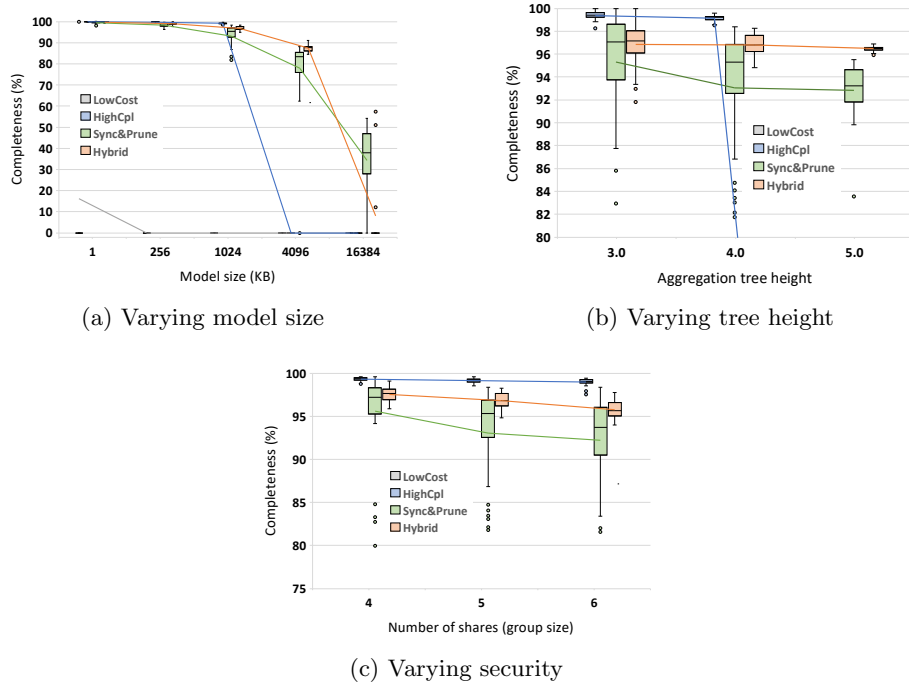 100
90
80
70
60
50
40
30
20
10
0
Completeness (%)
LowCost
HighCpl
Sync&Prune
Hybrid
1 256 1024 4096 16384
Model size (KB)
(a) Varying model size
100
98
96
94
92
90
88
86
84
82
80
Completeness (%)
LowCost
HighCpl
Sync&Prune
Hybrid
3.0 4.0 5.0
Aggregation tree height
(b) Varying tree height
100
95
90
85
80
75
Completeness (%)
LowCost
HighCpl
Sync&Prune
Hybrid
4 5 6
Number of shares (group size)
(c) Varying security